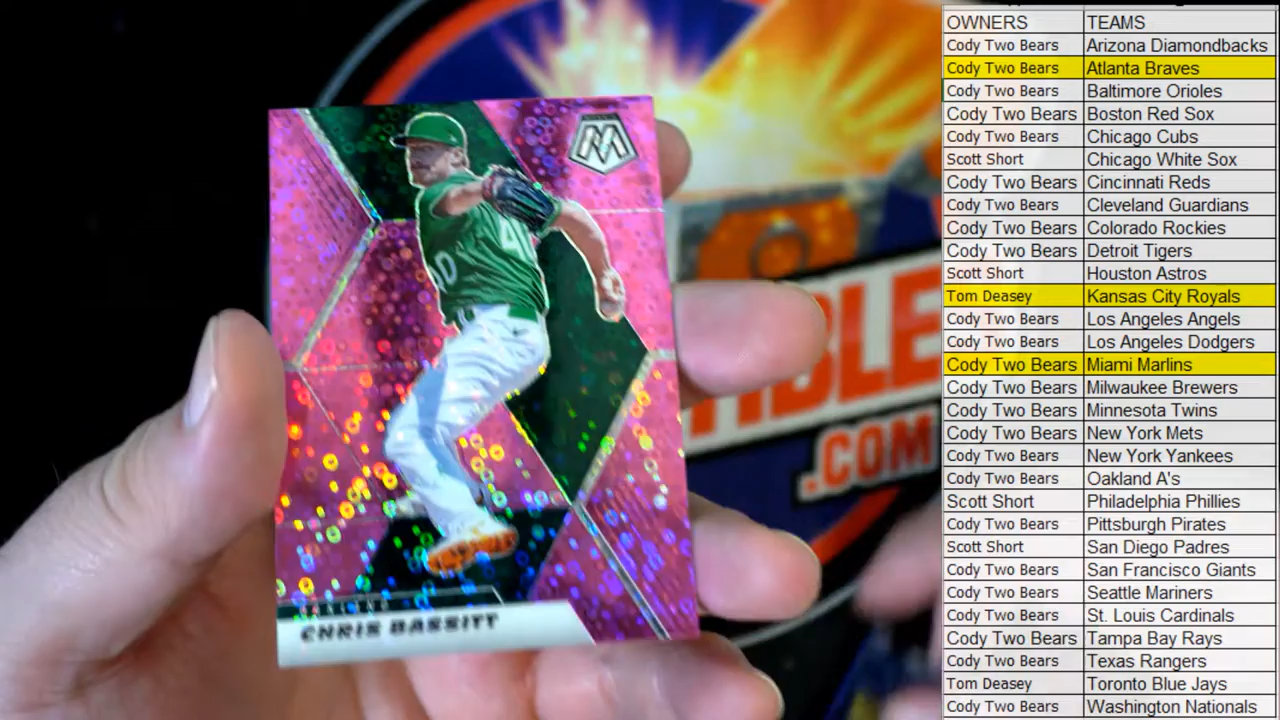 OWNERS TEAMS
Cody Two Bears Arizona Diamondbacks
Cody Two Bears Atlanta Braves
Cody Two Bears Baltimore Orioles
Cody Two Bears Boston Red Sox
Cody Two Bears Chicago Cubs
Scott Short Chicago White Sox
Cody Two Bears Cincinnati Reds
Cody Two Bears Cleveland Guardians
Cody Two Bears Colorado Rockies
Cody Two Bears Detroit Tigers
Scott Short Houston Astros
Tom Deasey Kansas City Royals
Cody Two Bears Los Angeles Angels
Cody Two Bears Los Angeles Dodgers
Cody Two Bears Miami Marlins
Cody Two Bears Milwaukee Brewers
Cody Two Bears Minnesota Twins
Cody Two Bears New York Mets
Cody Two Bears New York Yankees
Cody Two Bears Oakland A's
Scott Short Philadelphia Phillies
Cody Two Bears Pittsburgh Pirates
Scott Short San Diego Padres
Cody Two Bears San Francisco Giants
Cody Two Bears Seattle Mariners
Cody Two Bears St. Louis Cardinals
Cody Two Bears Tampa Bay Rays
Cody Two Bears Texas Rangers
Tom Deasey Toronto Blue Jays
Cody Two Bears Washington Nationals
M
40
OAKLAND
CHRIS BASSITT
.COM